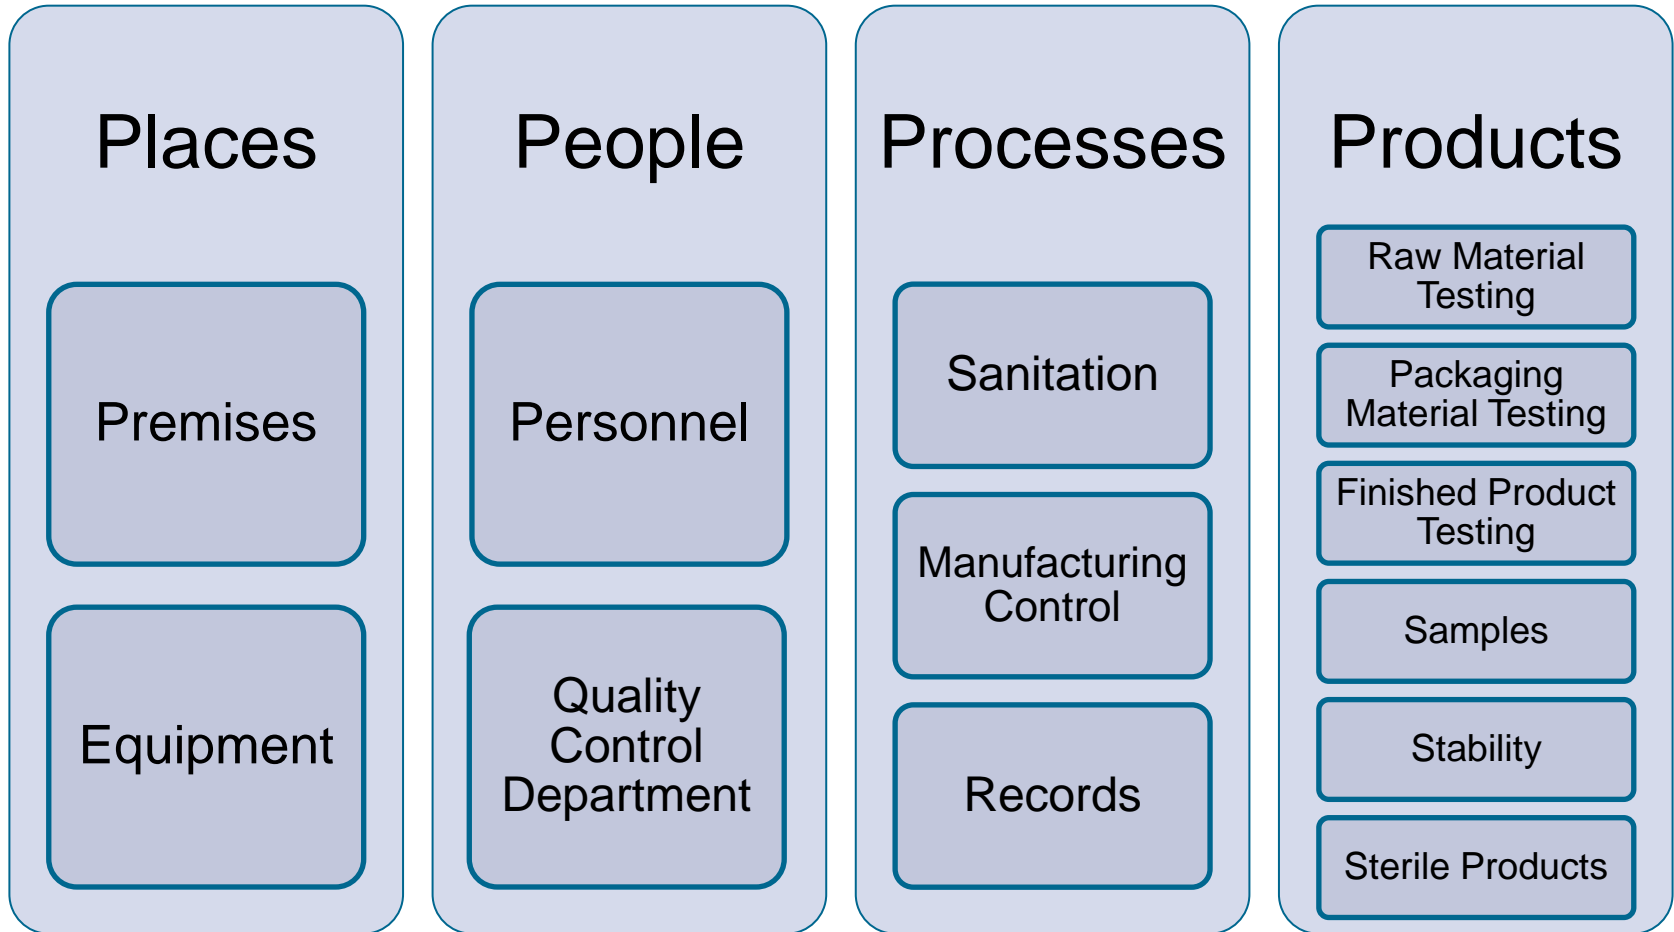 Places
Premises
Equipment
People
Personnel
Quality
Control
Department
Processes
Sanitation
Manufacturing
Control
Records
Products
Raw Material
Testing
Packaging
Material Testing
Finished Product
Testing
Samples
Stability
Sterile Products